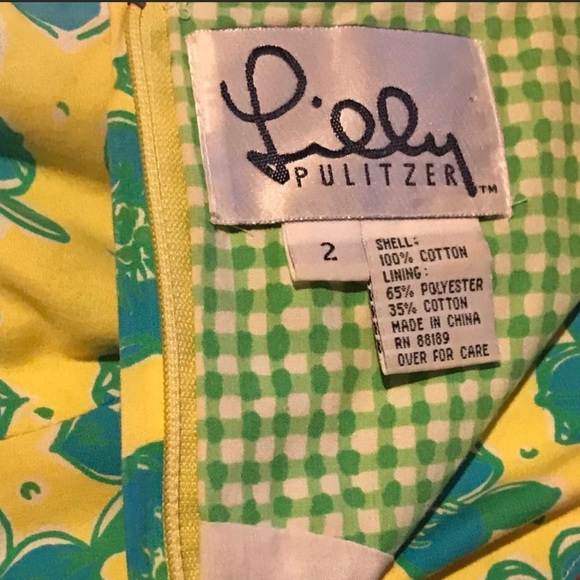 Lilly
PULITZER™
2
SHELL:
100% COTTON
LINING:
65% POLYESTER
35% COTTON
MADE IN CHINA
RN 88189
OVER FOR CARE